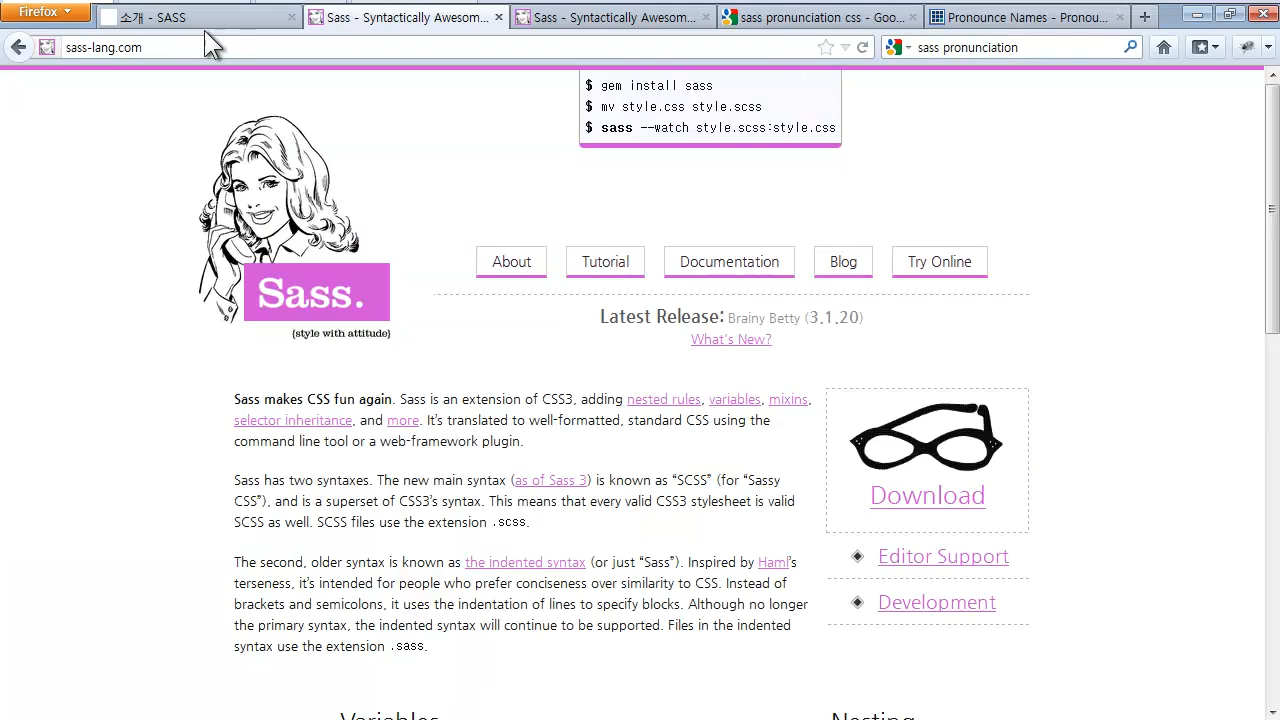 Firefox
소개 - SASS
Sass - Syntactically Awesom...
Sass - Syntactically Awesom...
sass pronunciation css - Goo...
Pronounce Names - Pronou...
sass-lang.com
sass pronunciation
$ gem install sass
$ mv style.css style.scss
$ sass --watch style.scss:style.css
Sass.
{style with attitude}
About
Tutorial
Documentation
Blog
Try Online
Latest Release: Brainy Betty (3.1.20)
What's New?
Sass makes CSS fun again. Sass is an extension of CSS3, adding nested rules, variables, mixins,
selector inheritance, and more. It's translated to well-formatted, standard CSS using the
command line tool or a web-framework plugin.
Sass has two syntaxes. The new main syntax (as of Sass 3) is known as “SCSS” (for “Sassy
CSS”), and is a superset of CSS3's syntax. This means that every valid CSS3 stylesheet is valid
SCSS as well. SCSS files use the extension .scss.
The second, older syntax is known as the indented syntax (or just “Sass”). Inspired by Haml's
terseness, it's intended for people who prefer conciseness over similarity to CSS. Instead of
brackets and semicolons, it uses the indentation of lines to specify blocks. Although no longer
the primary syntax, the indented syntax will continue to be supported. Files in the indented
syntax use the extension .sass.
Download
Editor Support
Development
Variables
Nesting